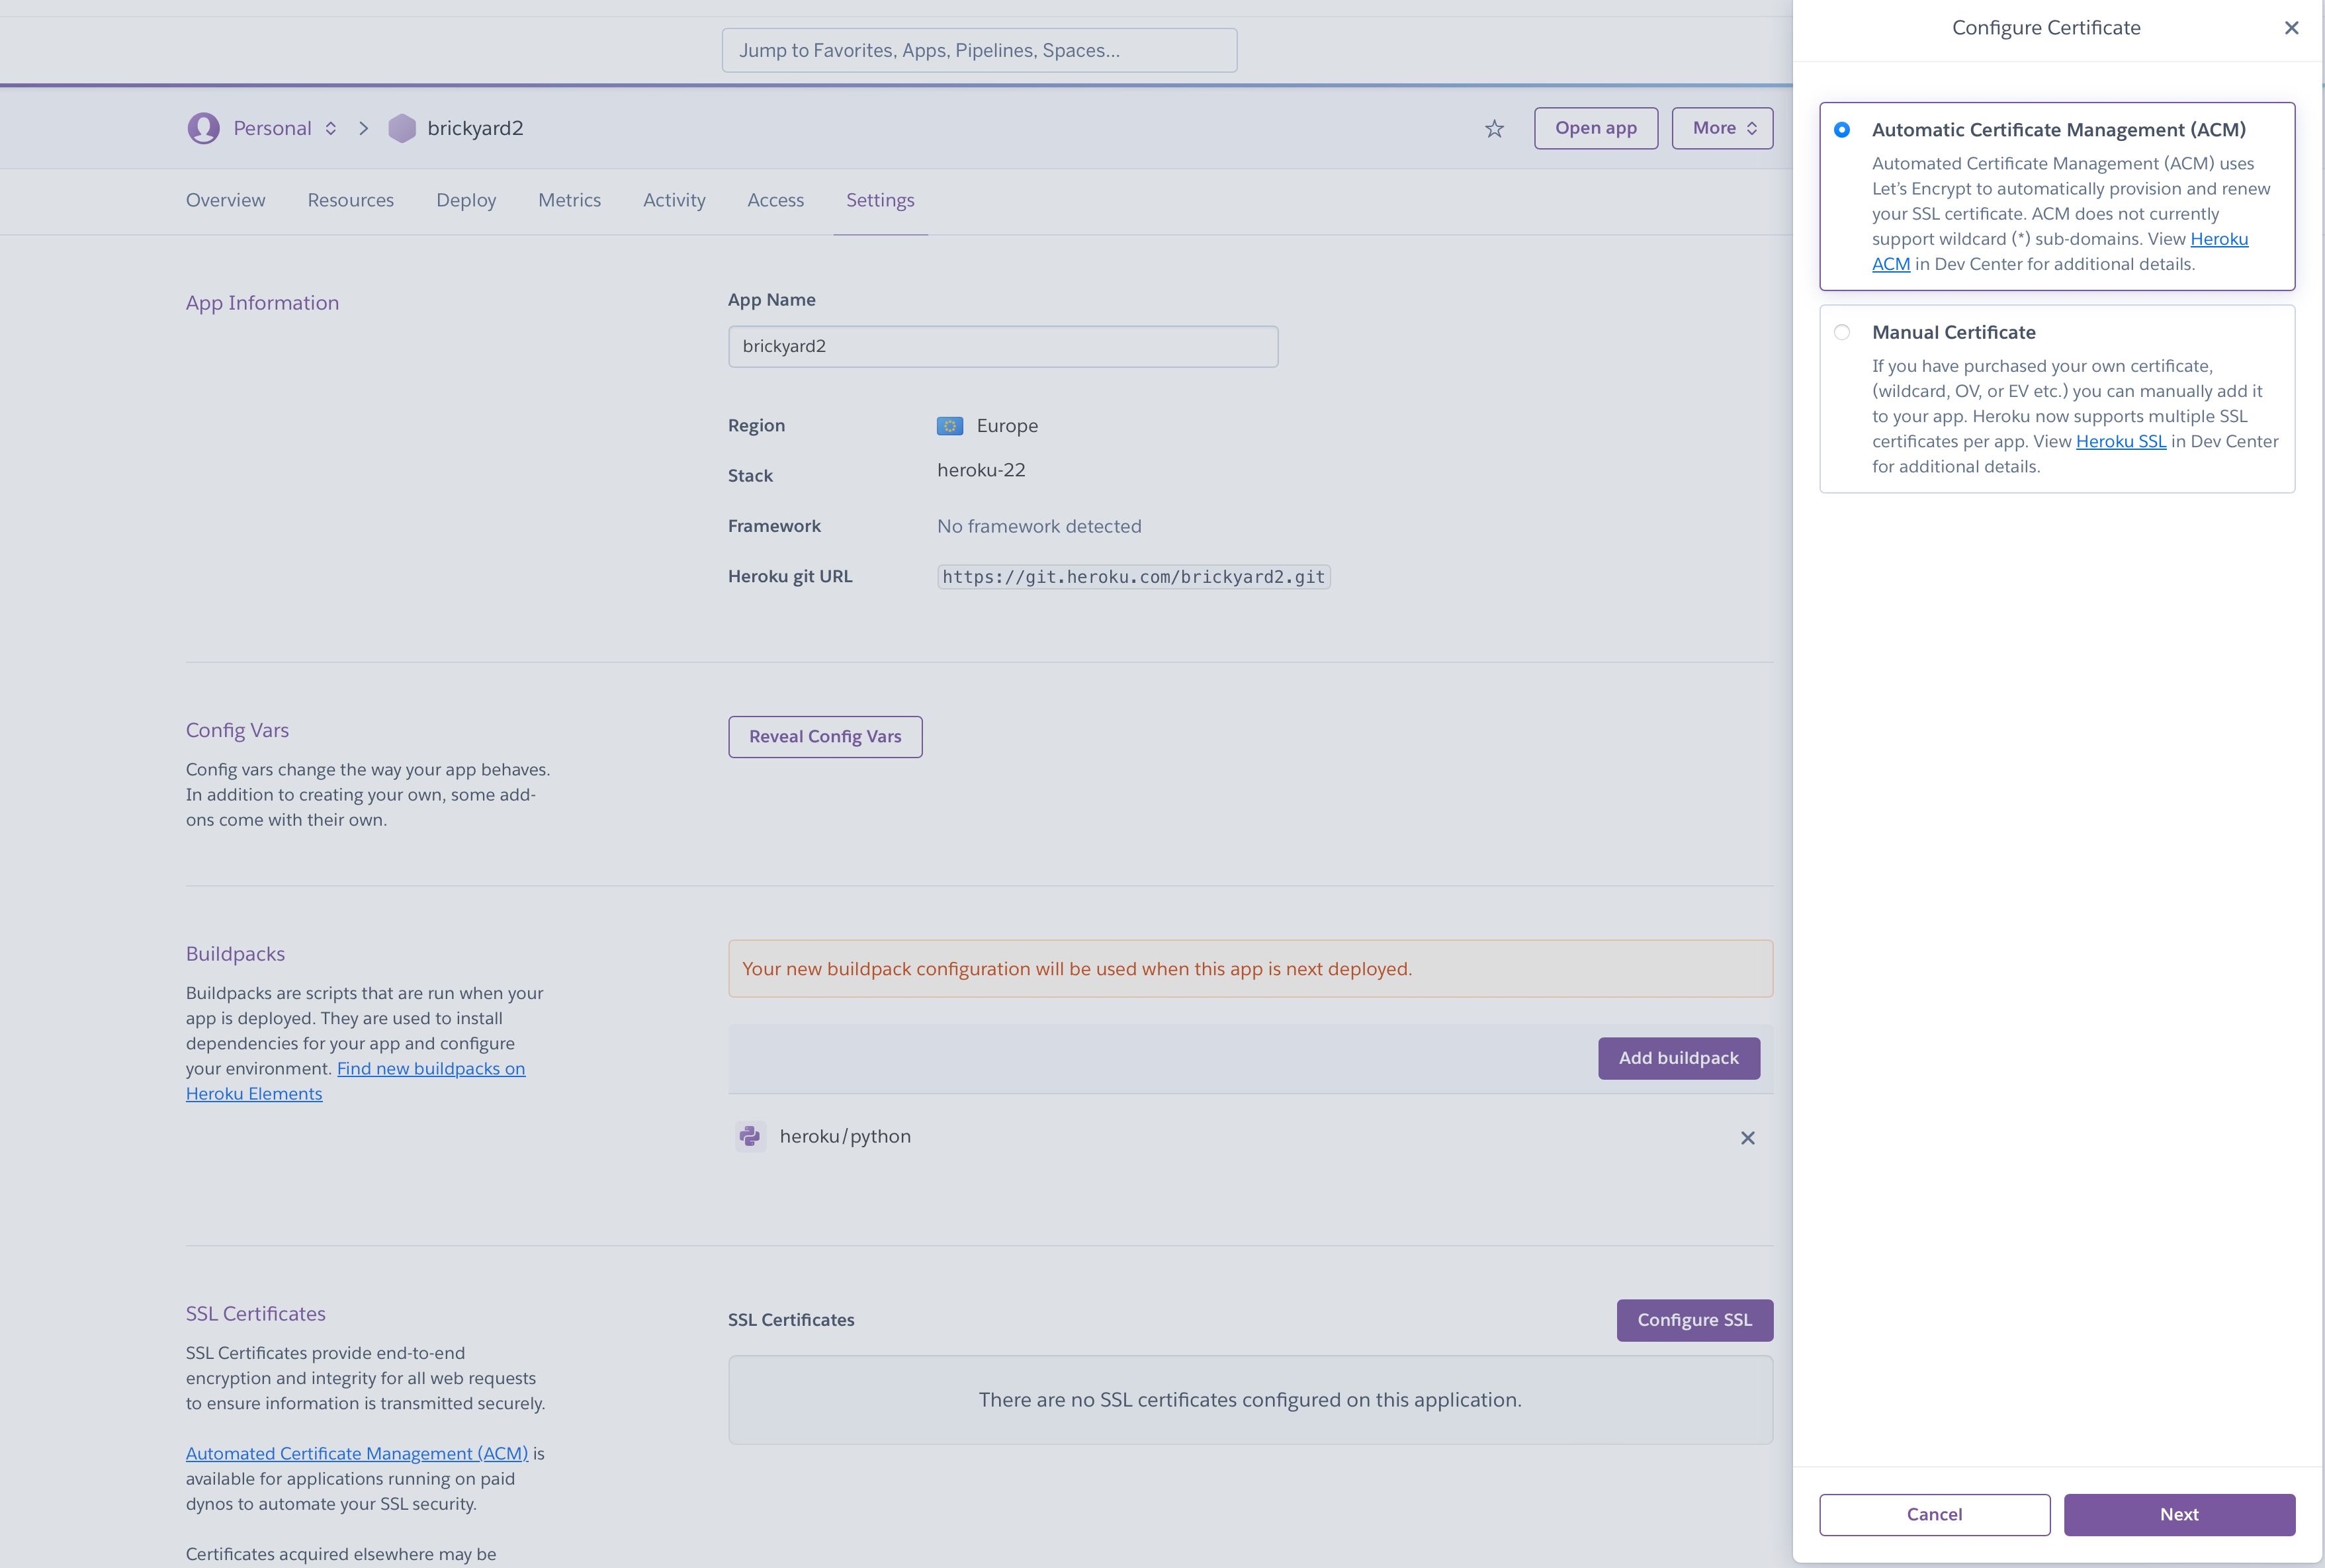 Jump to Favorites, Apps, Pipelines, Spaces...
Personal
brickyard2
Open app
More
Overview
Resources
Deploy
Metrics
Activity
Access
Settings
App Information
App Name
brickyard2
Region
Europe
Stack
heroku-22
Framework
No framework detected
Heroku git URL
https://git.heroku.com/brickyard2.git
Config Vars
Config vars change the way your app behaves.
In addition to creating your own, some add-
ons come with their own.
Reveal Config Vars
Buildpacks
Buildpacks are scripts that are run when your
app is deployed. They are used to install
dependencies for your app and configure
your environment. Find new buildpacks on
Heroku Elements
Your new buildpack configuration will be used when this app is next deployed.
Add buildpack
heroku/python
SSL Certificates
SSL Certificates provide end-to-end
encryption and integrity for all web requests
to ensure information is transmitted securely.
Automated Certificate Management (ACM) is
available for applications running on paid
dynos to automate your SSL security.
Certificates acquired elsewhere may be
SSL Certificates
Configure SSL
There are no SSL certificates configured on this application.
Configure Certificate
Automatic Certificate Management (ACM)
Automated Certificate Management (ACM) uses
Let’s Encrypt to automatically provision and renew
your SSL certificate. ACM does not currently
support wildcard (*) sub-domains. View Heroku
ACM in Dev Center for additional details.
Manual Certificate
If you have purchased your own certificate,
(wildcard, OV, or EV etc.) you can manually add it
to your app. Heroku now supports multiple SSL
certificates per app. View Heroku SSL in Dev Center
for additional details.
Cancel
Next